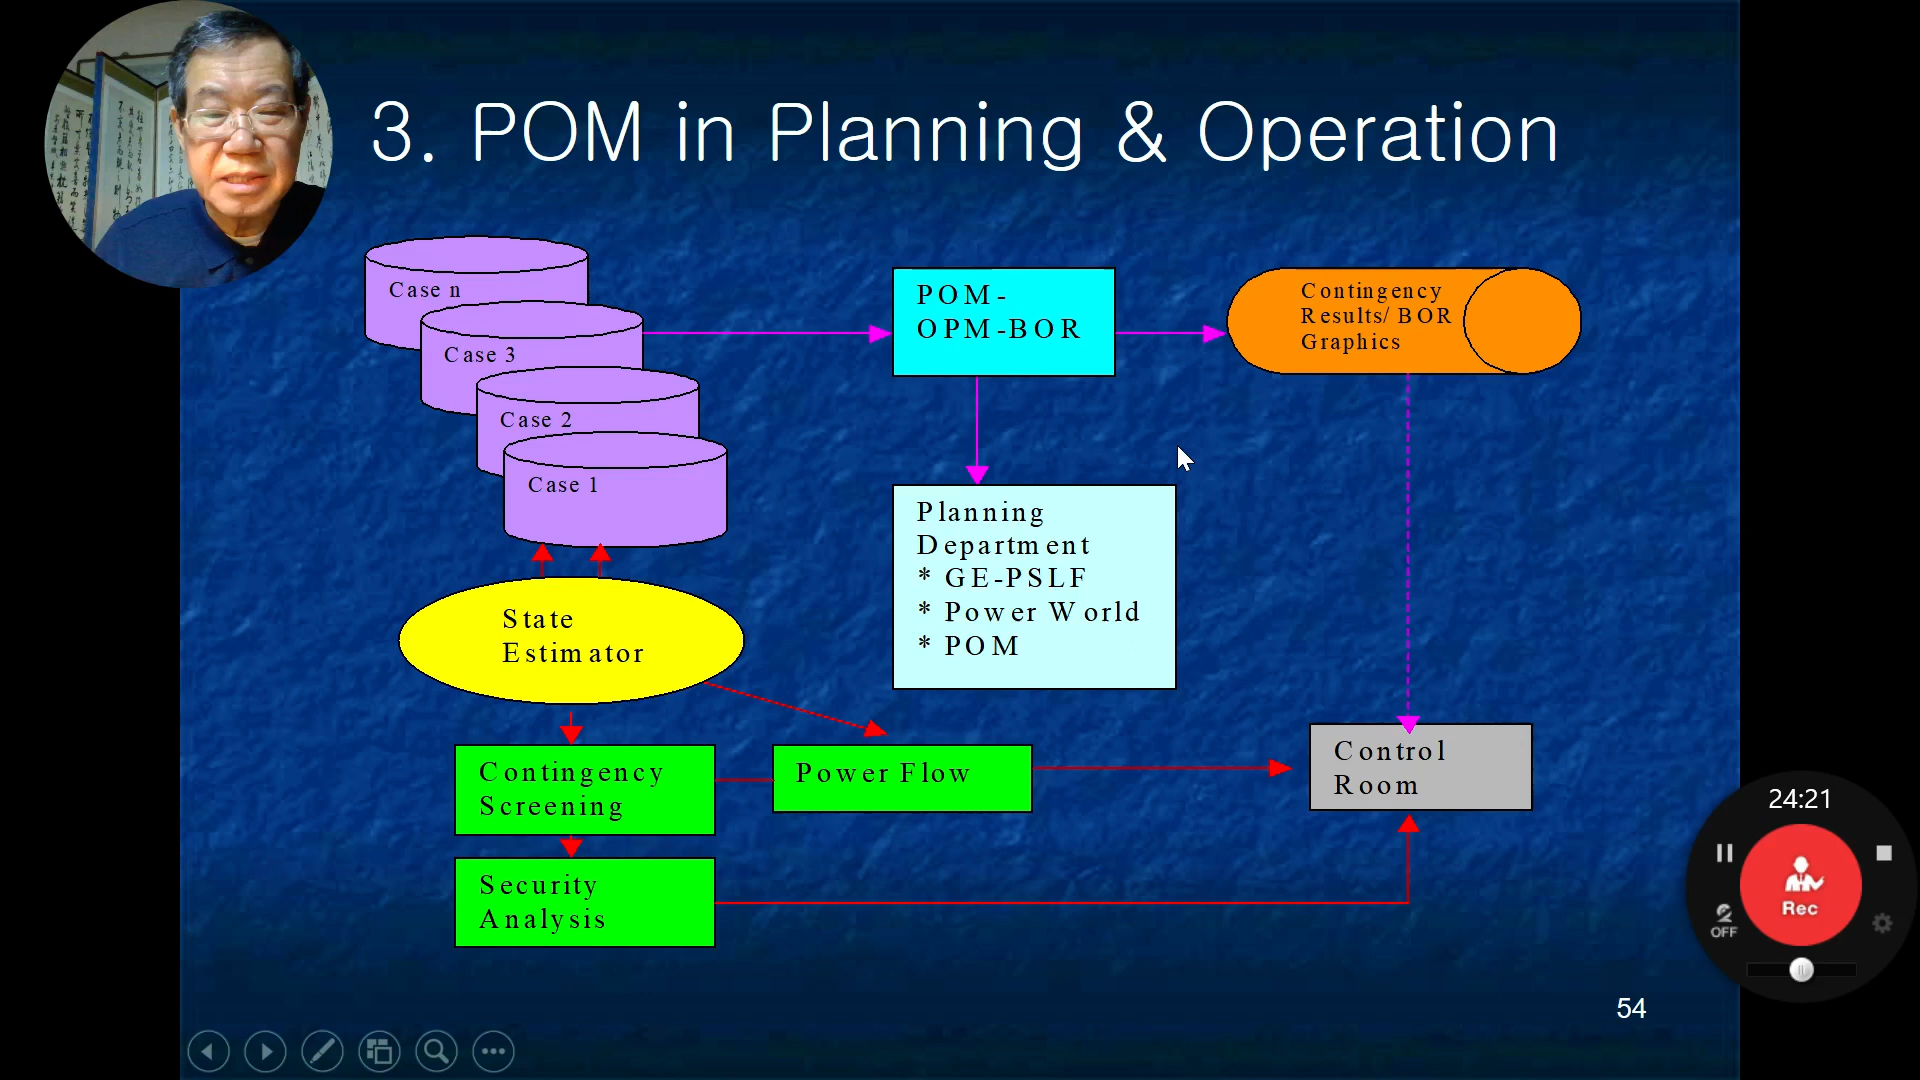 3. POM in Planning & Operation
Case n
Case 3
Case 2
Case 1
POM-
OPM-BOR
Contingency
Results/ BOR
Graphics
Planning
Department
* GE-PSLF
* Power World
* POM
State
Estimator
Contingency
Screening
Power Flow
Control
Room
Security
Analysis
24:21
Rec
OFF
54